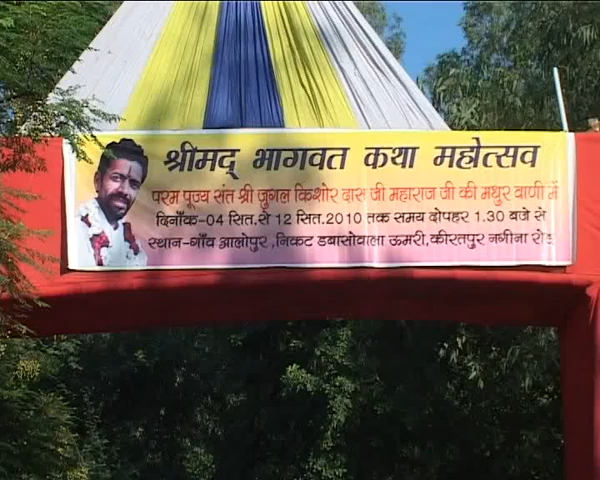 श्रीमद् भागवत कथा महोत्सव
परम पूज्य संत श्री जुगल किशोर दास जी महाराज जी की मधुर वाणी में
दिनाँक-04 सित.से 12 सित.2010 तक समय दोपहर 1.30 बजे से
स्थान-गाँव आलोपुर ,निकट डबासोवाला ऊमरी,कीरतपुर नगीना रोड